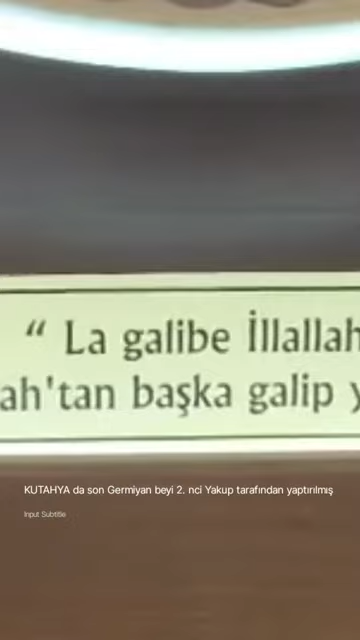 “ La galibe İllallah
ah'tan başka galip y
KUTAHYA da son Germiyan beyi 2. nci Yakup tarafından yaptırılmış
Input Subtitle